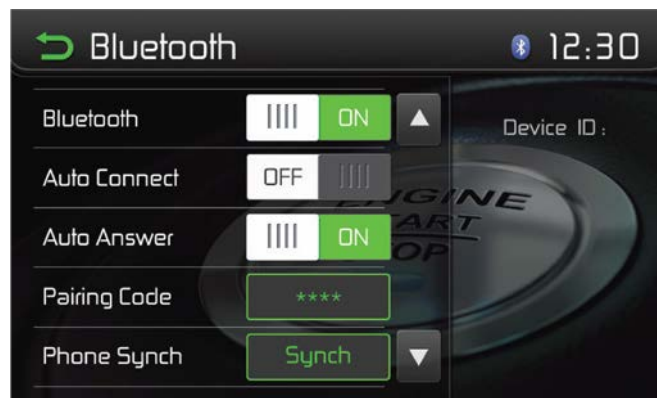 Bluetooth 12:30
Bluetooth ON
Device ID :
Auto Connect OFF
ENGINE
START
Auto Answer ON
STOP
Pairing Code ****
Phone Synch Synch